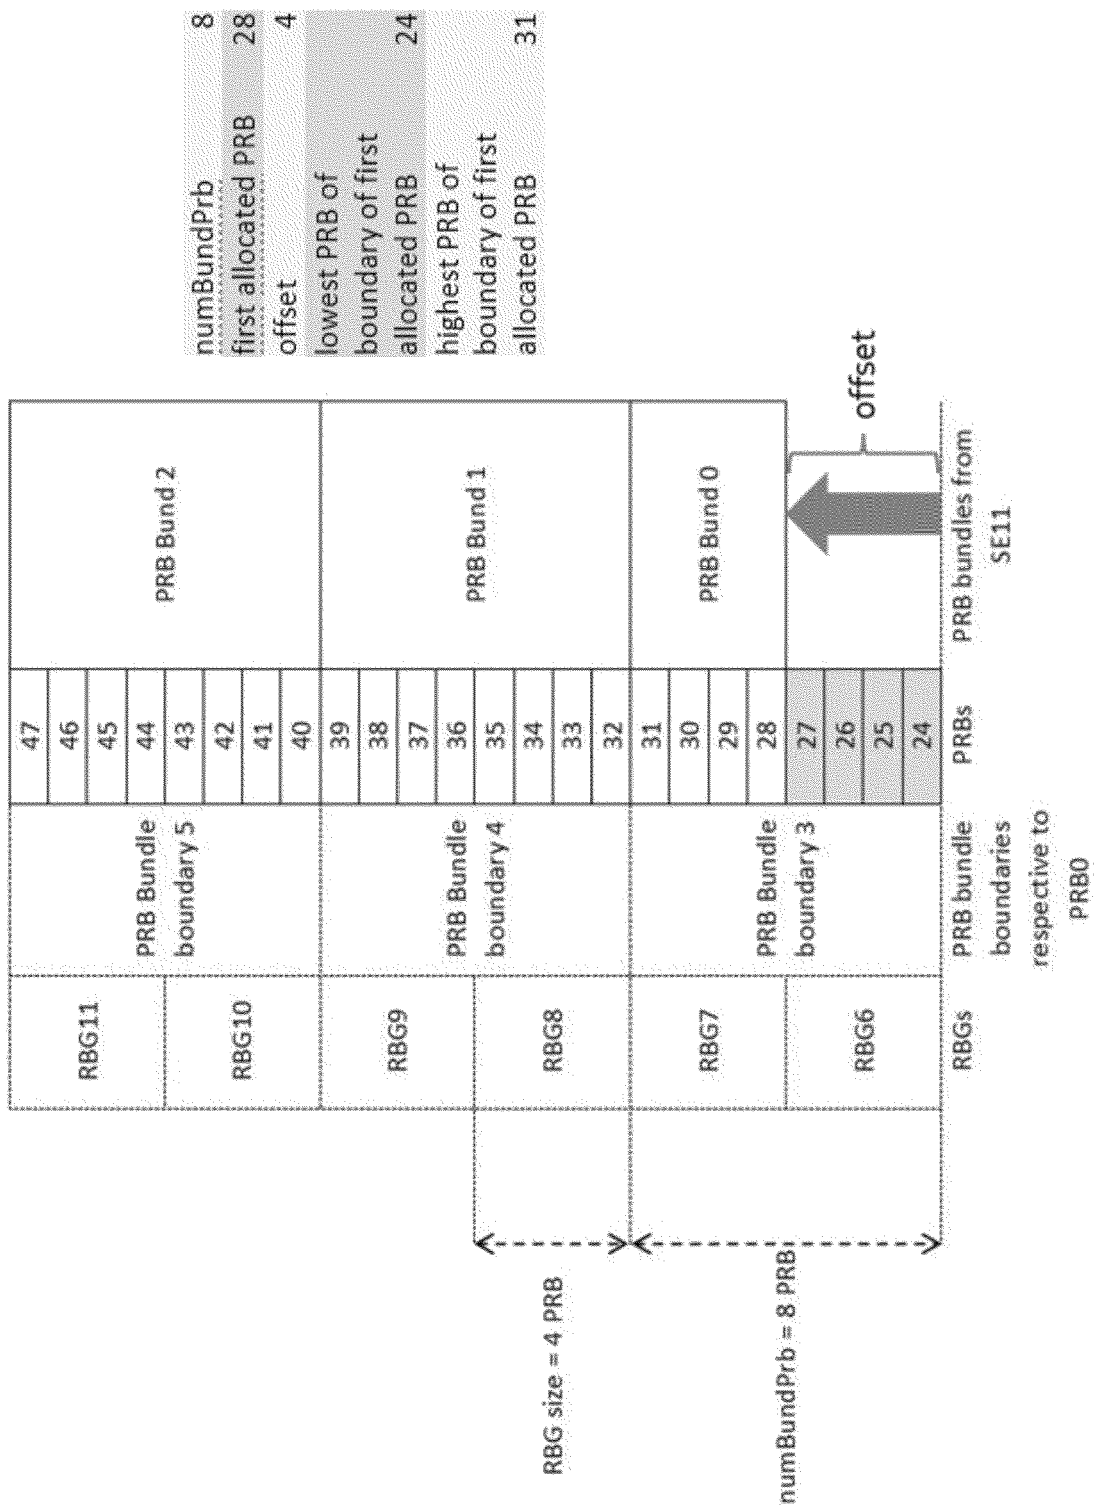 numBundPrb 8
first allocated PRB 28
offset 4
lowest PRB of
boundary of first
allocated PRB 24
highest PRB of
boundary of first
allocated PRB 31
RBG11
RBG10
RBG9
RBG8
RBG7
RBG6
RBGs
PRB Bundle
boundary 5
PRB Bundle
boundary 4
PRB Bundle
boundary 3
PRB bundle
boundaries
respective to
PRB0
47
46
45
44
43
42
41
40
39
38
37
36
35
34
33
32
31
30
29
28
27
26
25
24
PRBs
PRB Bund 2
PRB Bund 1
PRB Bund 0
offset
PRB bundles from
SE11
RBG size = 4 PRB
numBundPrb = 8 PRB